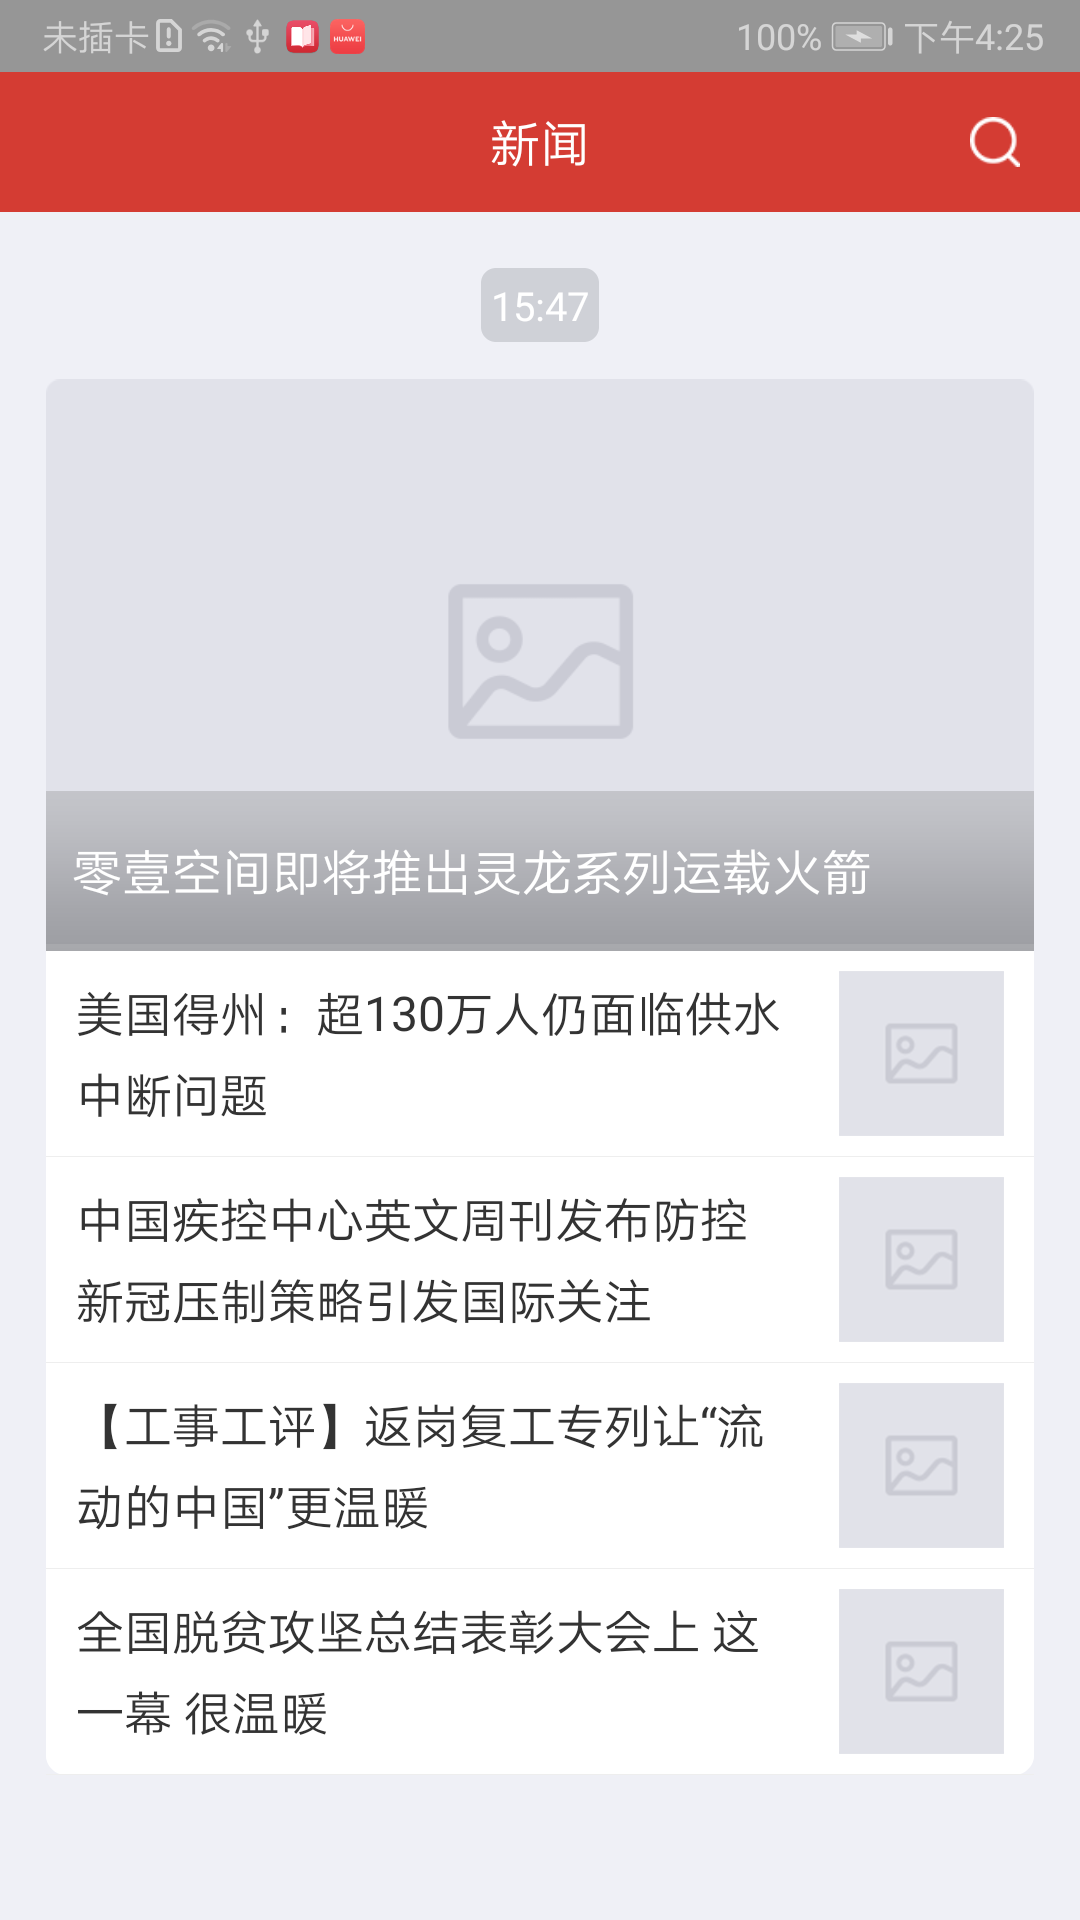 未插卡
100% 下午4:25
HUAWEI
新闻
15:47
零壹空间即将推出灵龙系列运载火箭
美国得州：超130万人仍面临供水
中断问题
中国疾控中心英文周刊发布防控
新冠压制策略引发国际关注
【工事工评】返岗复工专列让“流
动的中国”更温暖
全国脱贫攻坚总结表彰大会上 这
一幕 很温暖